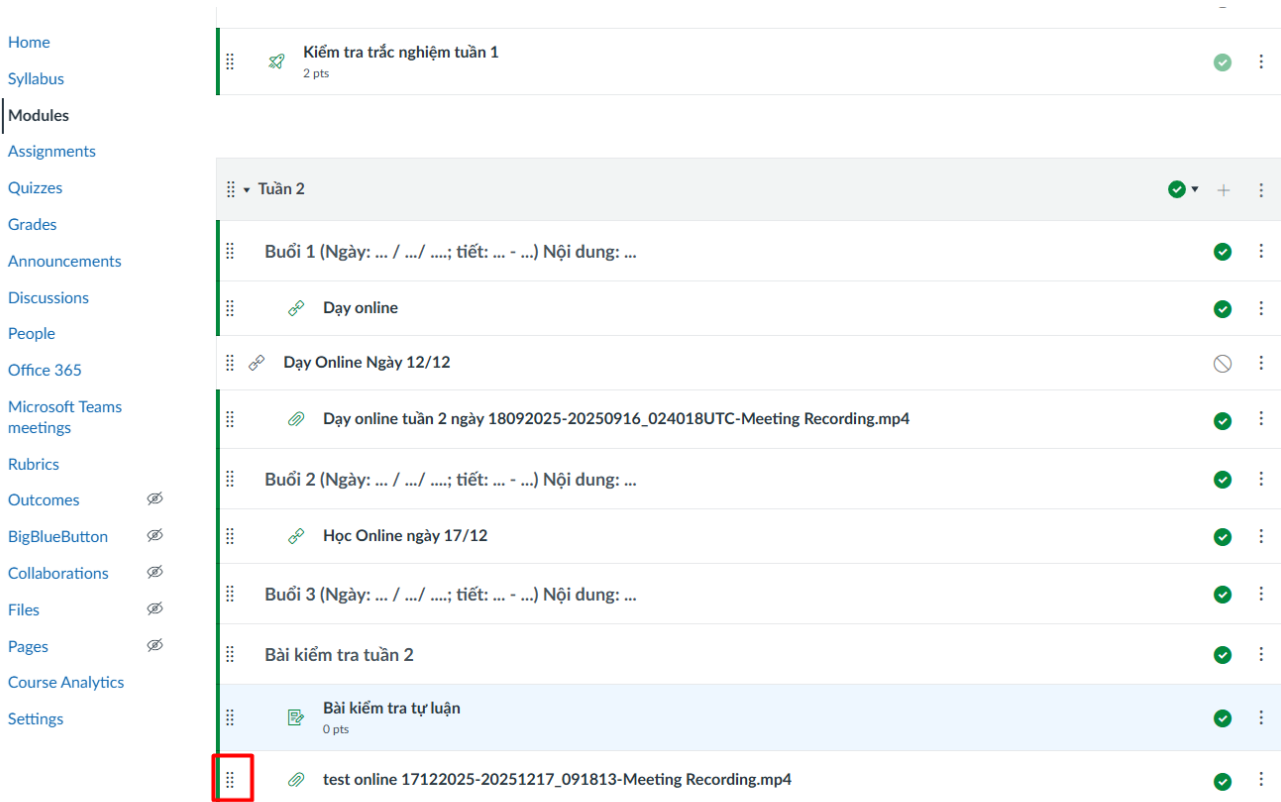 Home
Syllabus
Modules
Assignments
Quizzes
Grades
Announcements
Discussions
People
Office 365
Microsoft Teams
meetings
Rubrics
Outcomes
BigBlueButton
Collaborations
Files
Pages
Course Analytics
Settings
Kiểm tra trắc nghiệm tuần 1
2 pts
Tuần 2
Buổi 1 (Ngày: ... / .../ ....; tiết: ... - ...) Nội dung: ...
Dạy online
Dạy Online Ngày 12/12
Dạy online tuần 2 ngày 18092025-20250916_024018UTC-Meeting Recording.mp4
Buổi 2 (Ngày: ... / .../ ....; tiết: ... - ...) Nội dung: ...
Học Online ngày 17/12
Buổi 3 (Ngày: ... / .../ ....; tiết: ... - ...) Nội dung: ...
Bài kiểm tra tuần 2
Bài kiểm tra tự luận
0 pts
test online 17122025-20251217_091813-Meeting Recording.mp4